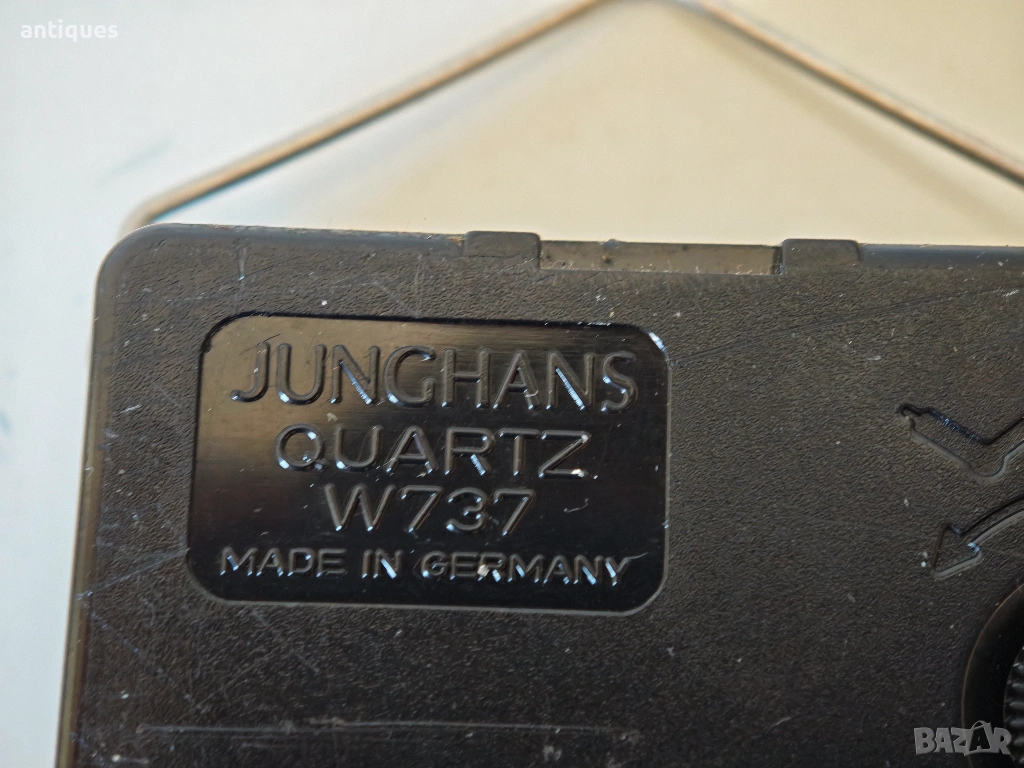 antiques
JUNGHANS
QUARTZ
W737
MADE IN GERMANY
BAZAR